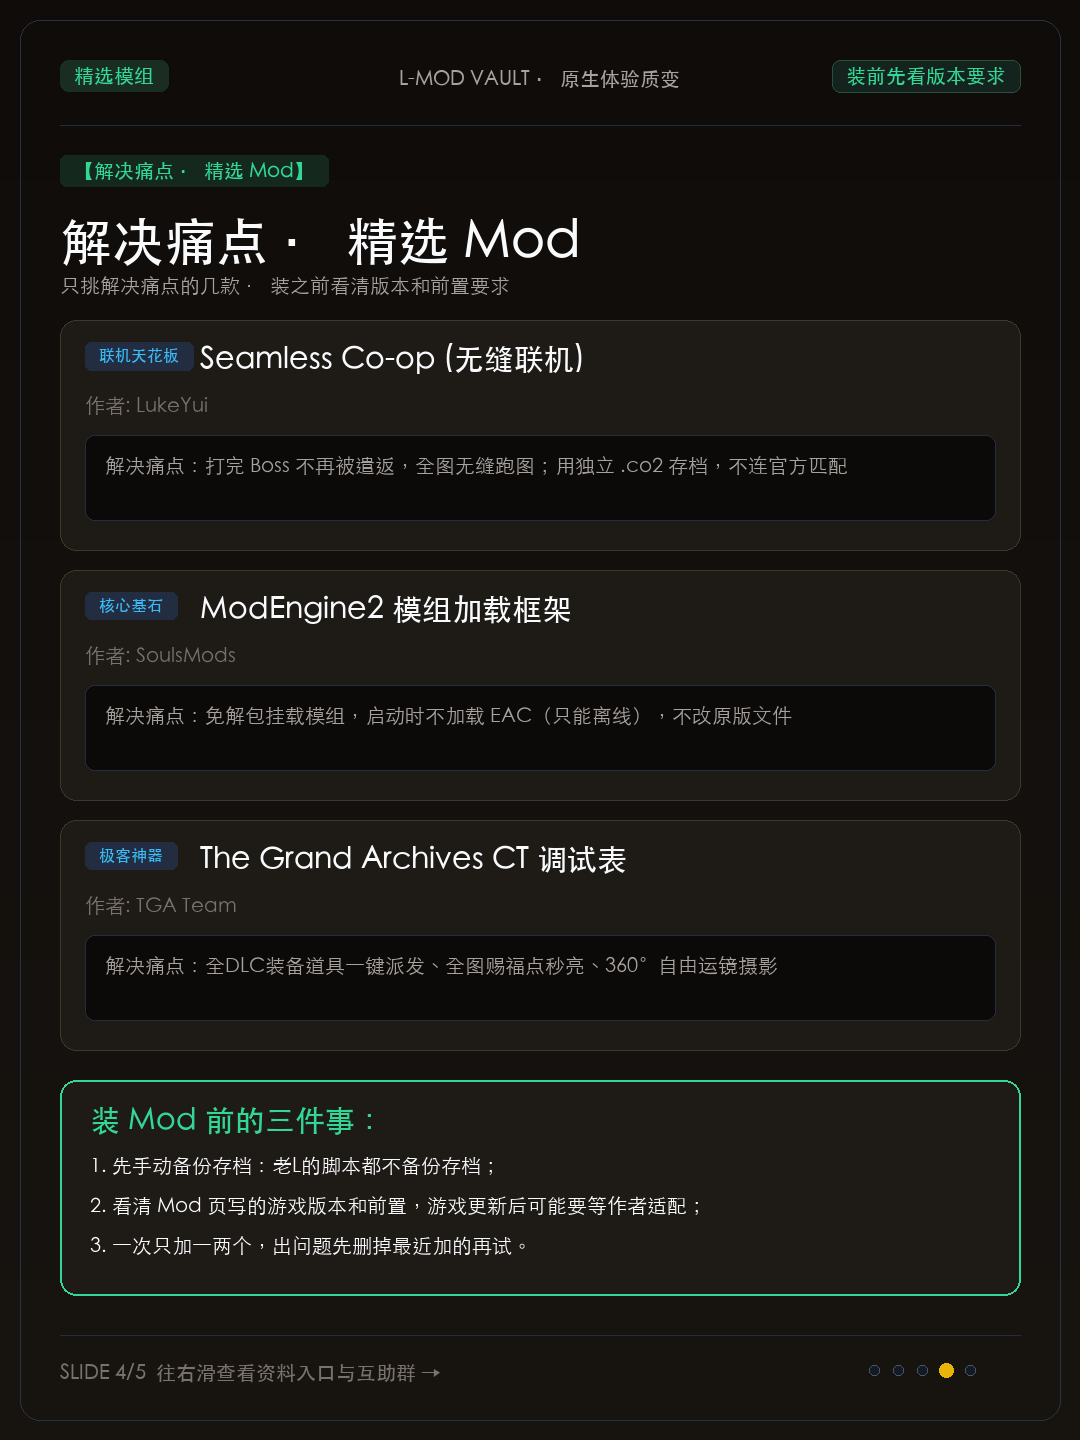 精选模组
L-MOD VAULT · 原生体验质变
装前先看版本要求
【解决痛点 · 精选 Mod】
解决痛点 · 精选 Mod
只挑解决痛点的几款 · 装之前看清版本和前置要求
联机天花板 Seamless Co-op (无缝联机)
作者: LukeYui
解决痛点：打完 Boss 不再被遣返，全图无缝跑图；用独立 .co2 存档，不连官方匹配
核心基石 ModEngine2 模组加载框架
作者: SoulsMods
解决痛点：免解包挂载模组，启动时不加载 EAC（只能离线），不改原版文件
极客神器 The Grand Archives CT 调试表
作者: TGA Team
解决痛点：全DLC装备道具一键派发、全图赐福点秒亮、360° 自由运镜摄影
装 Mod 前的三件事：
1. 先手动备份存档：老L的脚本都不备份存档；
2. 看清 Mod 页写的游戏版本和前置，游戏更新后可能要等作者适配；
3. 一次只加一两个，出问题先删掉最近加的再试。
SLIDE 4/5 往右滑查看资料入口与互助群 →